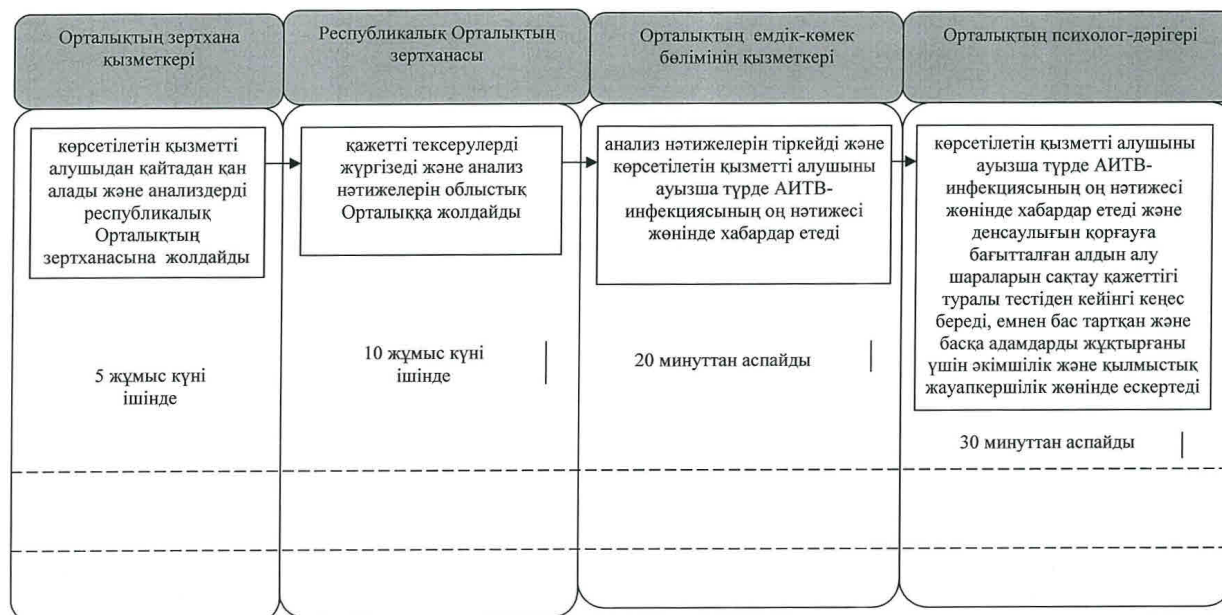 Орталықтың зертхана
қызметкері
Республикалық Орталықтың
зертханасы
Орталықтың емдік-көмек
бөлімінің қызметкері
Орталықтың психолог-дәрігері
көрсетілетін қызметті
алушыдан қайтадан қан
алады және анализдерді
республикалық
Орталықтың
зертханасына жолдайды
қажетті тексерулерді
жүргізеді және анализ
нәтижелерін облыстық
Орталыққа жолдайды
анализ нәтижелерін тіркейді және
көрсетілетін қызметті алушыны
ауызша түрде АИТВ-
инфекциясының оң нәтижесі
жөнінде хабардар етеді
көрсетілетін қызметті алушыны
ауызша түрде АИТВ-
инфекциясының оң нәтижесі
жөнінде хабардар етеді және
денсаулығын қорғауға
бағытталған алдын алу
шараларын сақтау қажеттігі
туралы тестіден кейінгі кеңес
береді, емнен бас тартқан және
басқа адамдарды жұқтырғаны
үшін әкімшілік және қылмыстық
жауапкершілік жөнінде ескертеді
5 жұмыс күні
ішінде
10 жұмыс күні
ішінде
20 минуттан аспайды
30 минуттан аспайды